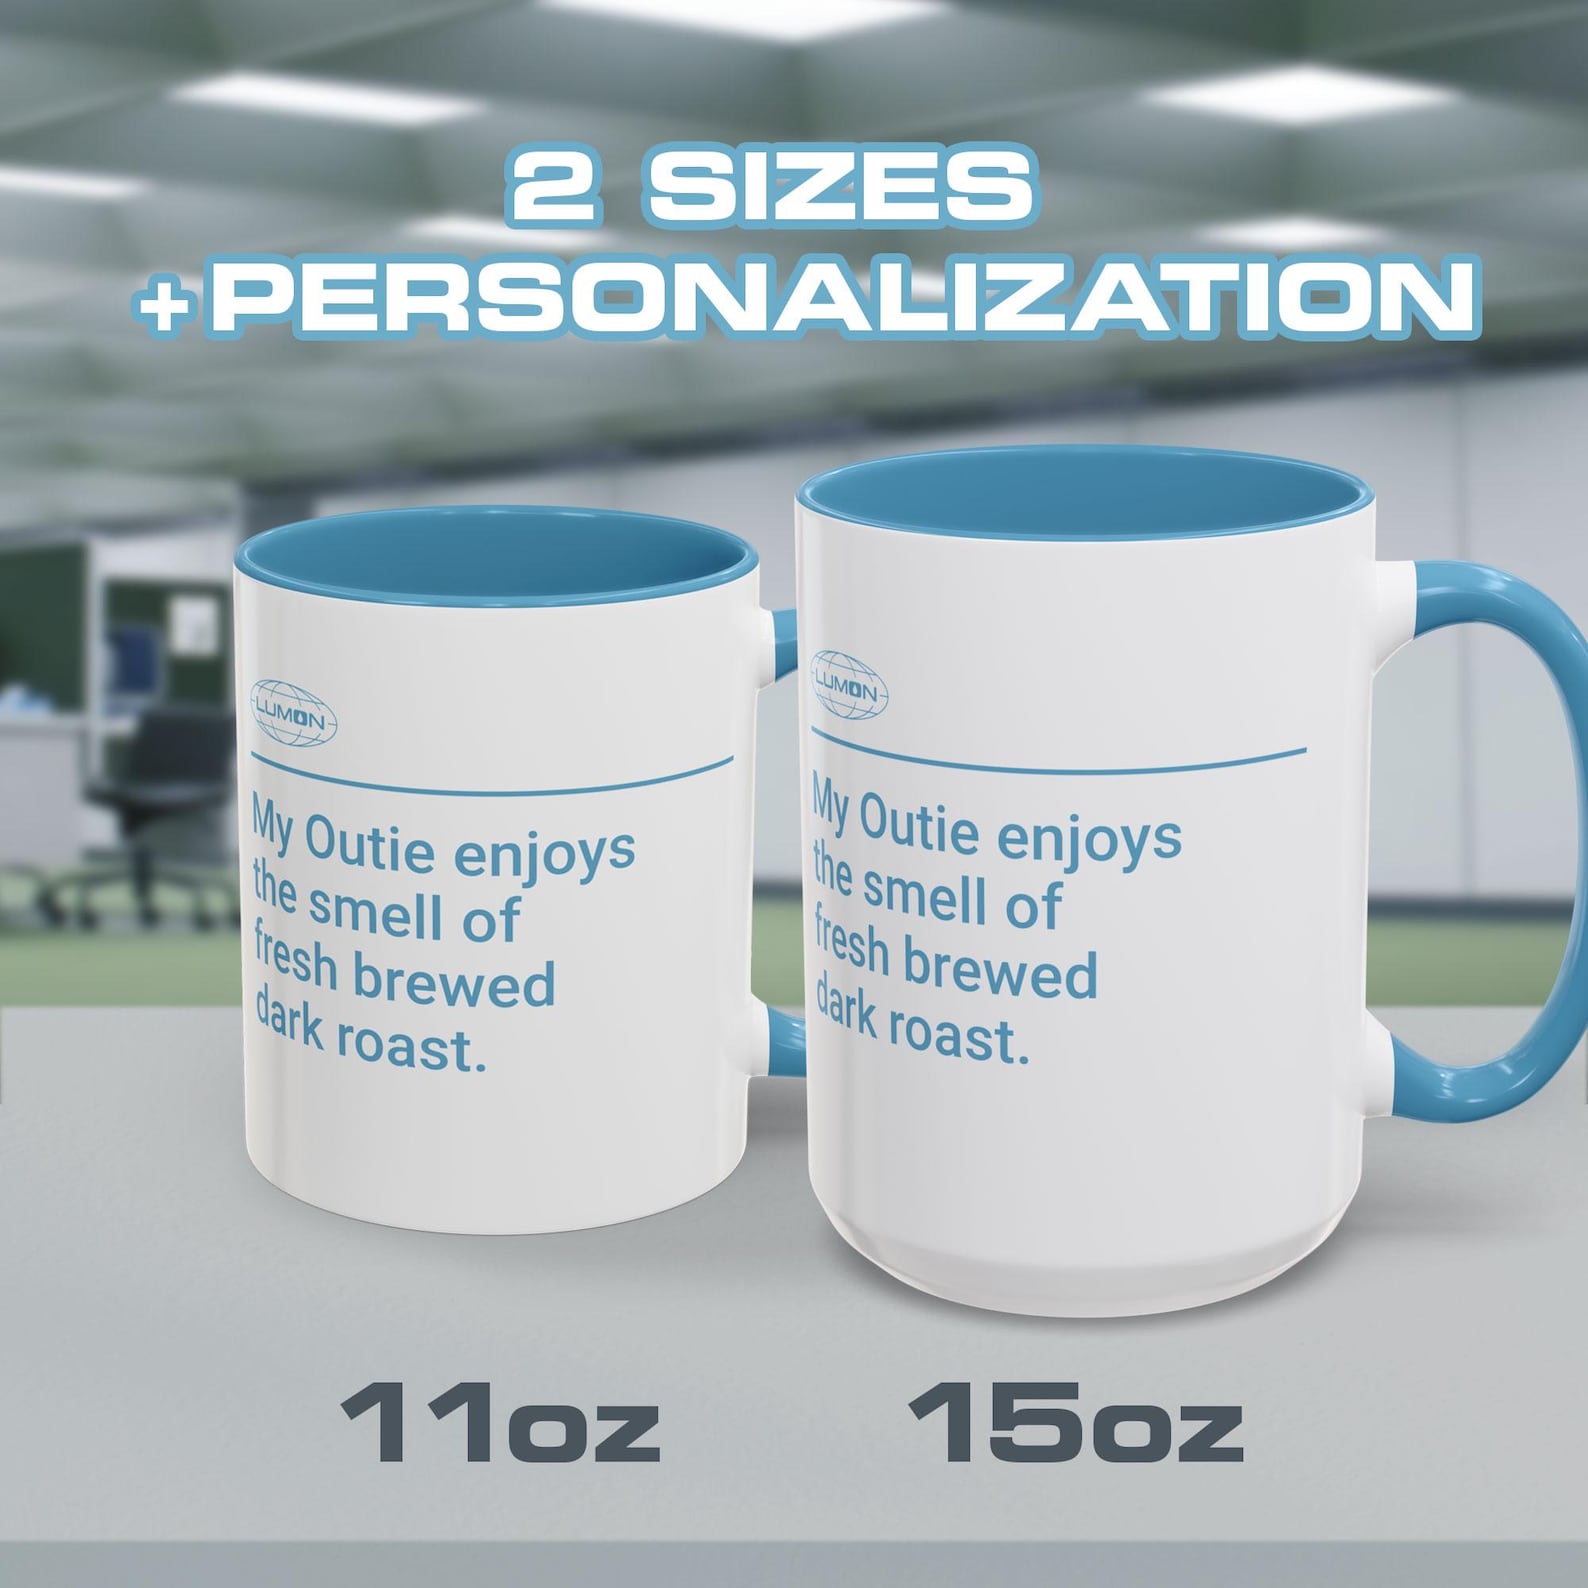 2 SIZES
+PERSONALIZATION
LUMON
My Outie enjoys
the smell of
fresh brewed
dark roast.
LUMON
My Outie enjoys
the smell of
fresh brewed
dark roast.
11oz
15oz